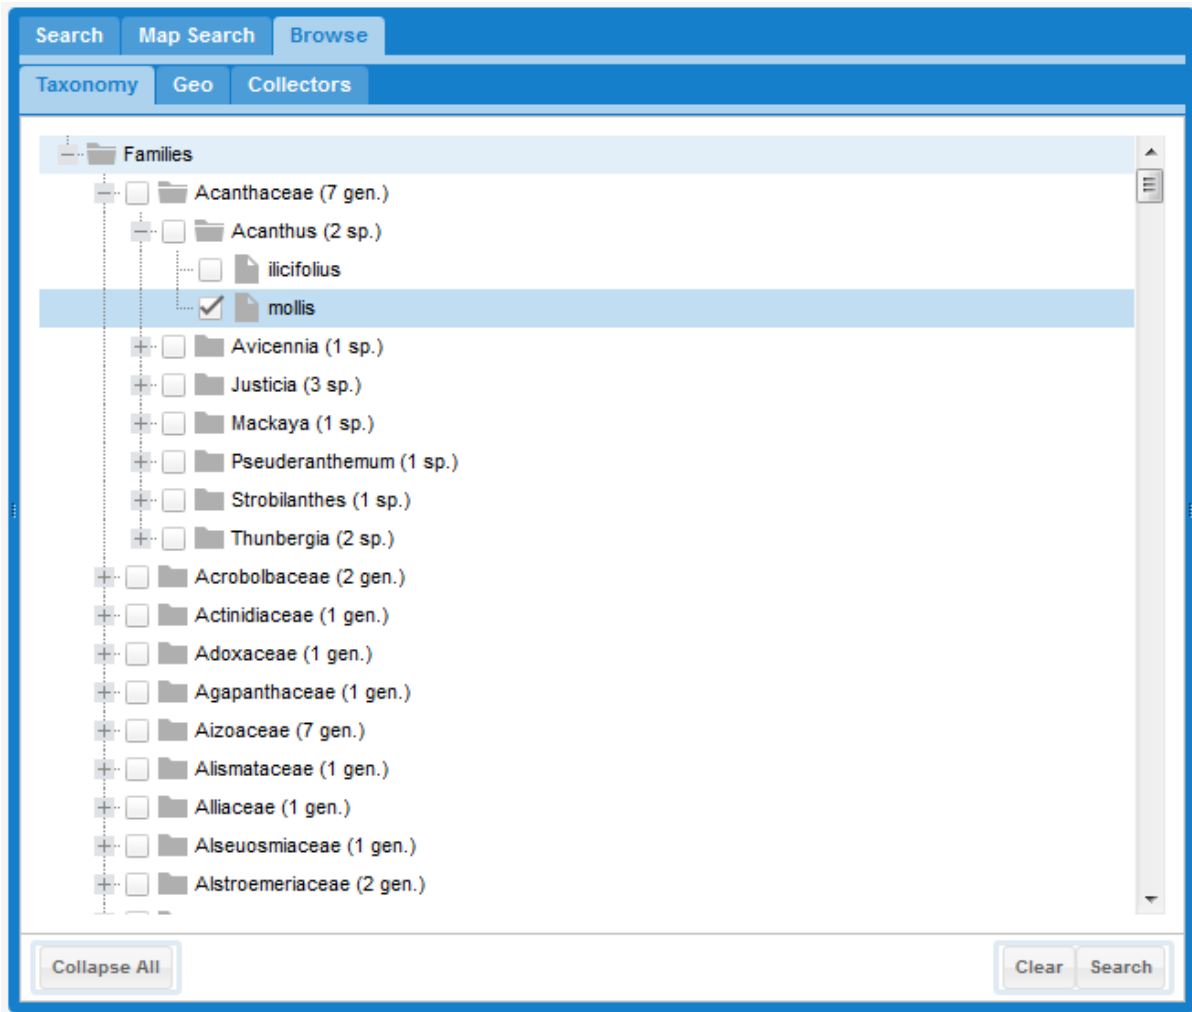 Search Map Search Browse
Taxonomy Geo Collectors
Families
Acanthaceae (7 gen.)
Acanthus (2 sp.)
ilicifolius
mollis
Avicennia (1 sp.)
Justicia (3 sp.)
Mackaya (1 sp.)
Pseuderanthemum (1 sp.)
Strobilanthes (1 sp.)
Thunbergia (2 sp.)
Acrobolbaceae (2 gen.)
Actinidiaceae (1 gen.)
Adoxaceae (1 gen.)
Agapanthaceae (1 gen.)
Aizoaceae (7 gen.)
Alismataceae (1 gen.)
Alliaceae (1 gen.)
Alseuosmiaceae (1 gen.)
Alstroemeriaceae (2 gen.)
Collapse All Clear Search